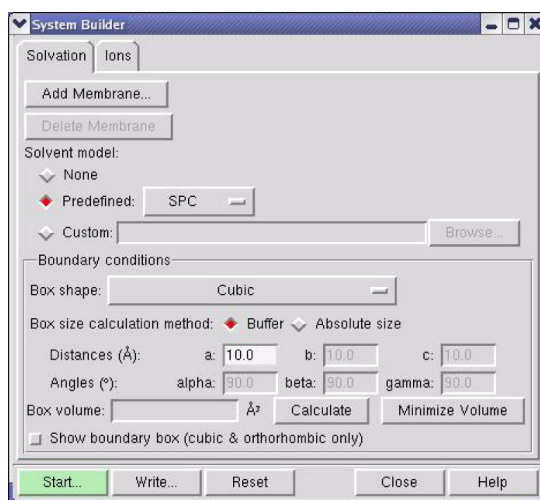 System Builder
Solvation Ions
Add Membrane...
Delete Membrane
Solvent model:
None
Predefined: SPC
Custom: Browse...
Boundary conditions
Box shape: Cubic
Box size calculation method: Buffer Absolute size
Distances (Å): a: 10.0 b: 10.0 c: 10.0
Angles (°): alpha: 90.0 beta: 90.0 gamma: 90.0
Box volume: Å³ Calculate Minimize Volume
Show boundary box (cubic & orthorhombic only)
Start... Write... Reset Close Help